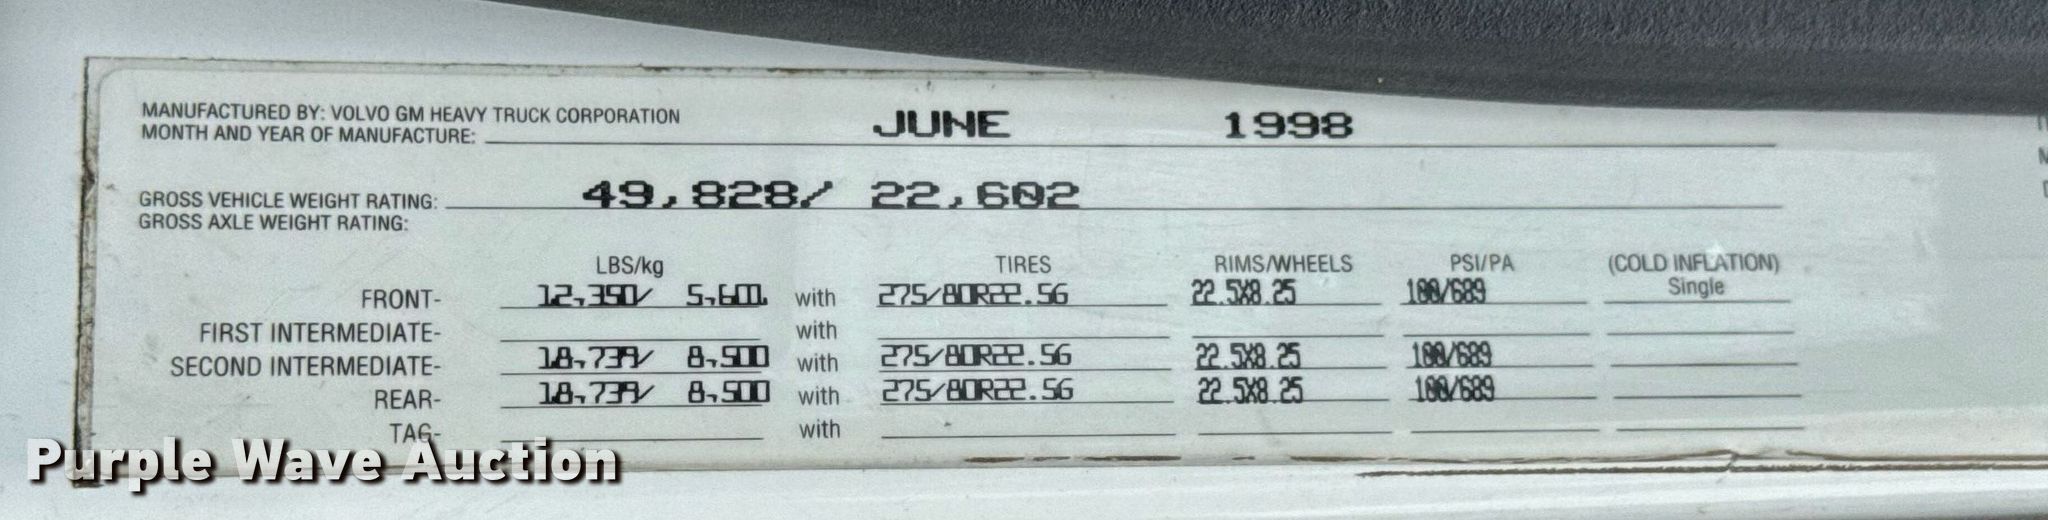 MANUFACTURED BY: VOLVO GM HEAVY TRUCK CORPORATION
MONTH AND YEAR OF MANUFACTURE: JUNE 1998
GROSS VEHICLE WEIGHT RATING: 49,828/ 22,602
GROSS AXLE WEIGHT RATING:
LBS/kg TIRES RIMS/WHEELS PSI/PA (COLD INFLATION)
FRONT- 12,350/ 5,601 with 275/80R22.5G 22.5X8.25 100/689 Single
FIRST INTERMEDIATE- with
SECOND INTERMEDIATE- 18,739/ 8,500 with 275/80R22.5G 22.5X8.25 100/689
REAR- 18,739/ 8,500 with 275/80R22.5G 22.5X8.25 100/689
TAG- with
Purple Wave Auction